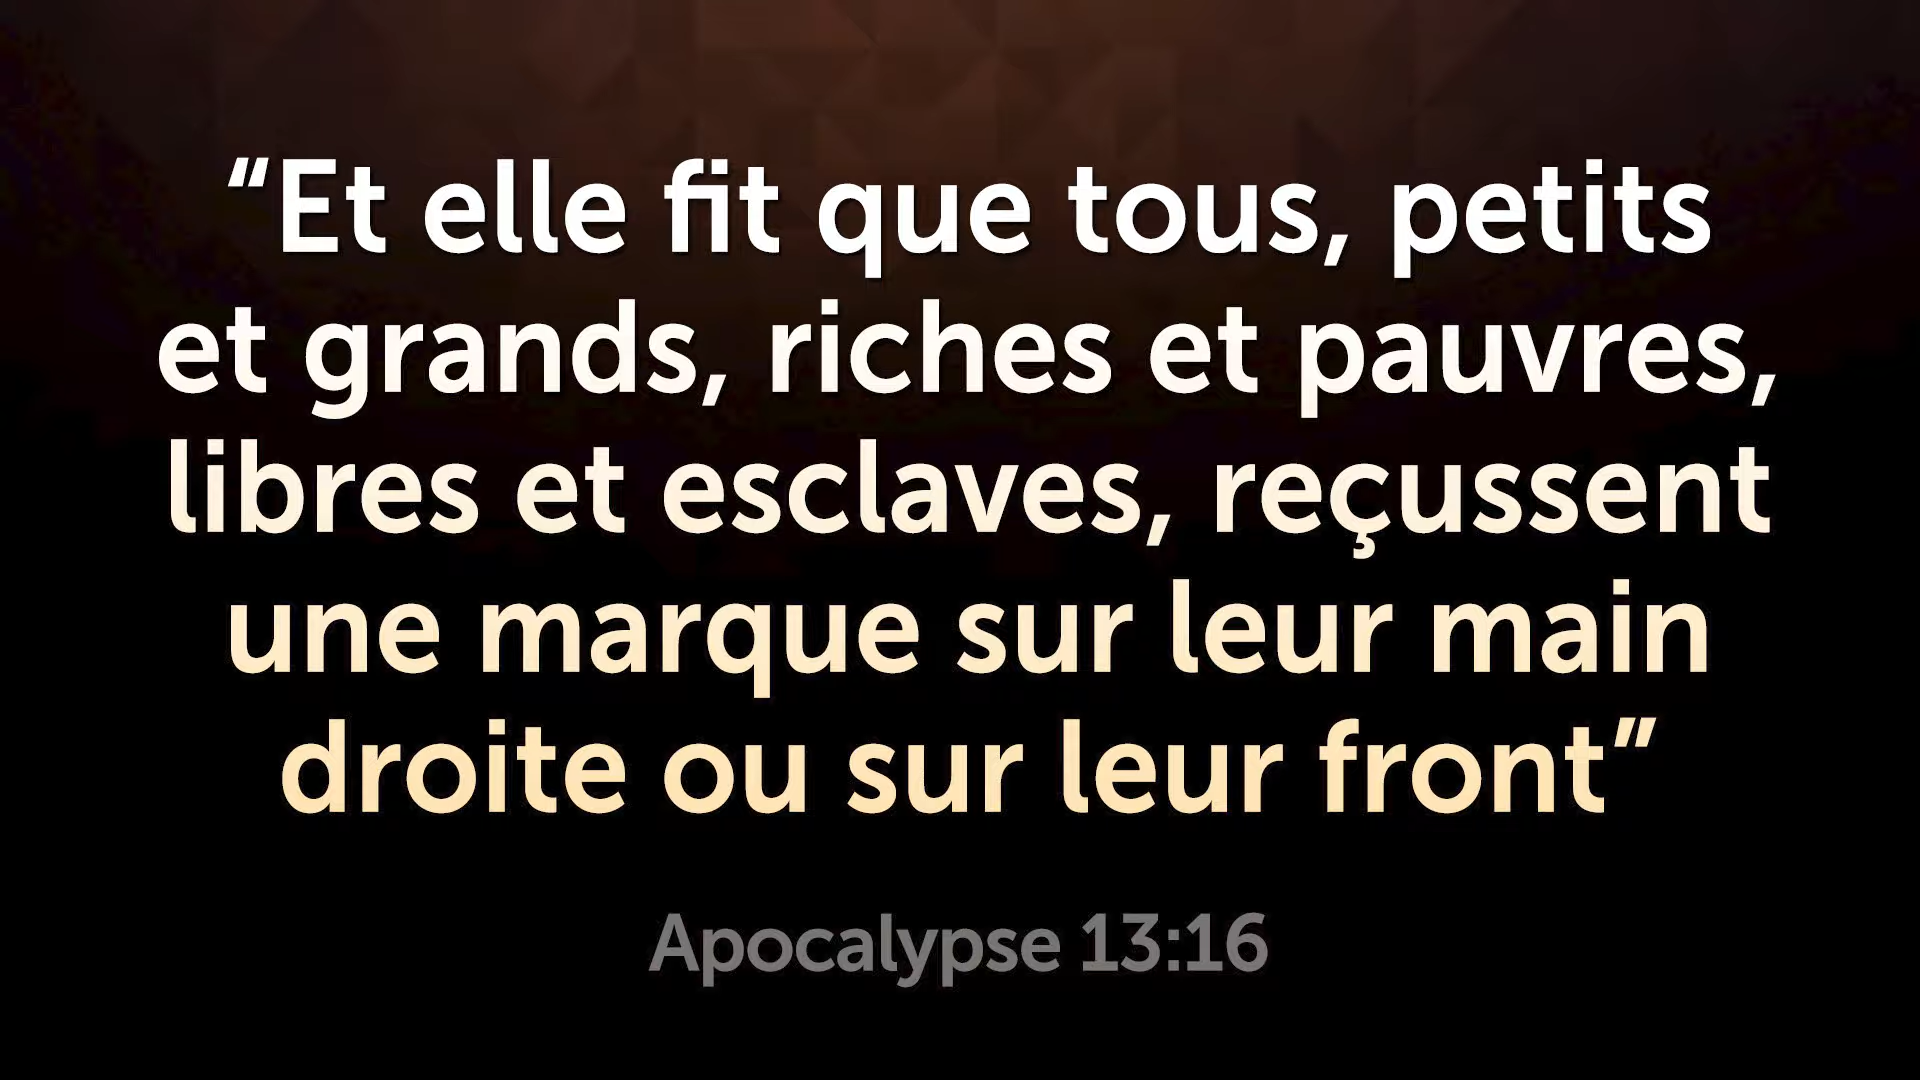 “Et elle fit que tous, petits
et grands, riches et pauvres,
libres et esclaves, reçussent
une marque sur leur main
droite ou sur leur front”
Apocalypse 13:16